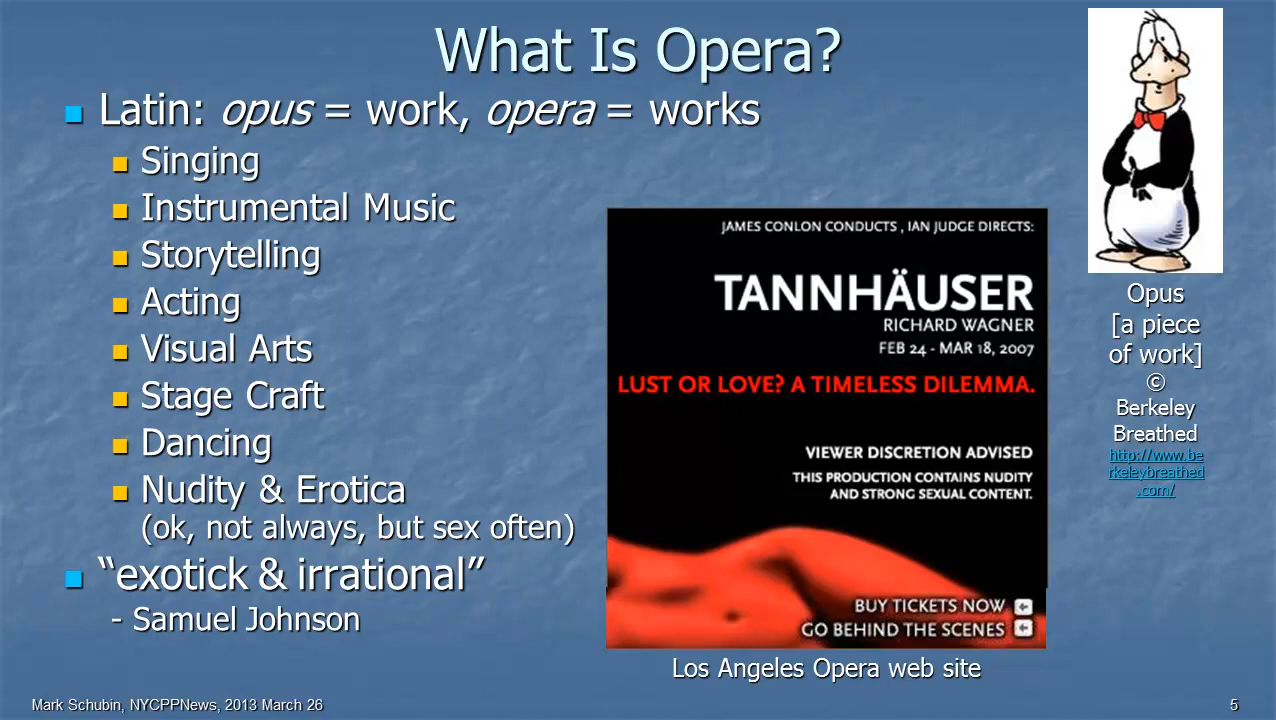 What Is Opera?
Latin: opus = work, opera = works
Singing
Instrumental Music
Storytelling
Acting
Visual Arts
Stage Craft
Dancing
Nudity & Erotica
(ok, not always, but sex often)
“exotick & irrational”
- Samuel Johnson
JAMES CONLON CONDUCTS , IAN JUDGE DIRECTS:
TANNHÄUSER
RICHARD WAGNER
FEB 24 - MAR 18, 2007
LUST OR LOVE? A TIMELESS DILEMMA.
VIEWER DISCRETION ADVISED
THIS PRODUCTION CONTAINS NUDITY
AND STRONG SEXUAL CONTENT.
BUY TICKETS NOW
GO BEHIND THE SCENES
Los Angeles Opera web site
Opus
[a piece
of work]
©
Berkeley
Breathed
http://www.be
rkeleybreathed
.com/
Mark Schubin, NYCPPNews, 2013 March 26
5